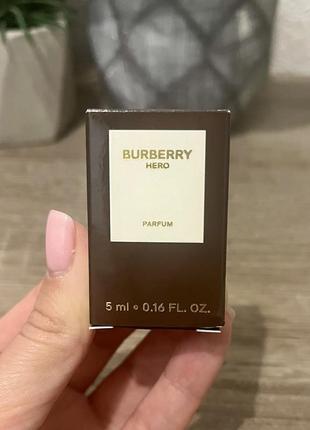 BURBERRY
HERO
PARFUM
5 ml ℮ 0.16 FL. OZ.